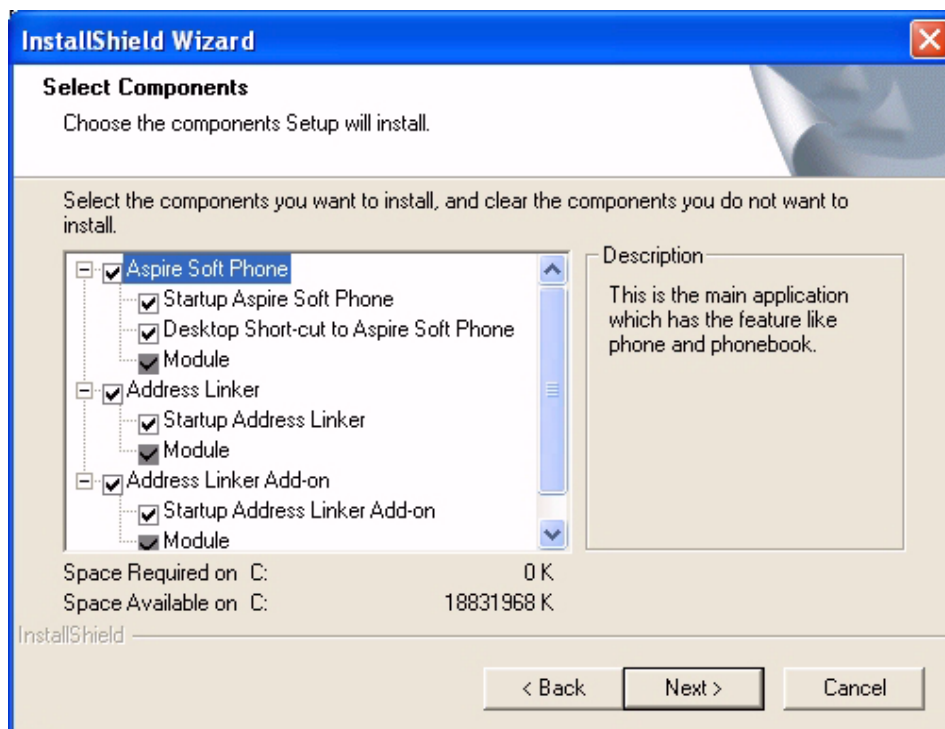 InstallShield Wizard
Select Components
Choose the components Setup will install.
Select the components you want to install, and clear the components you do not want to
install.
Aspire Soft Phone
Startup Aspire Soft Phone
Desktop Short-cut to Aspire Soft Phone
Module
Address Linker
Startup Address Linker
Module
Address Linker Add-on
Startup Address Linker Add-on
Module
Description
This is the main application
which has the feature like
phone and phonebook.
Space Required on C: 0 K
Space Available on C: 18831968 K
InstallShield
< Back Next > Cancel